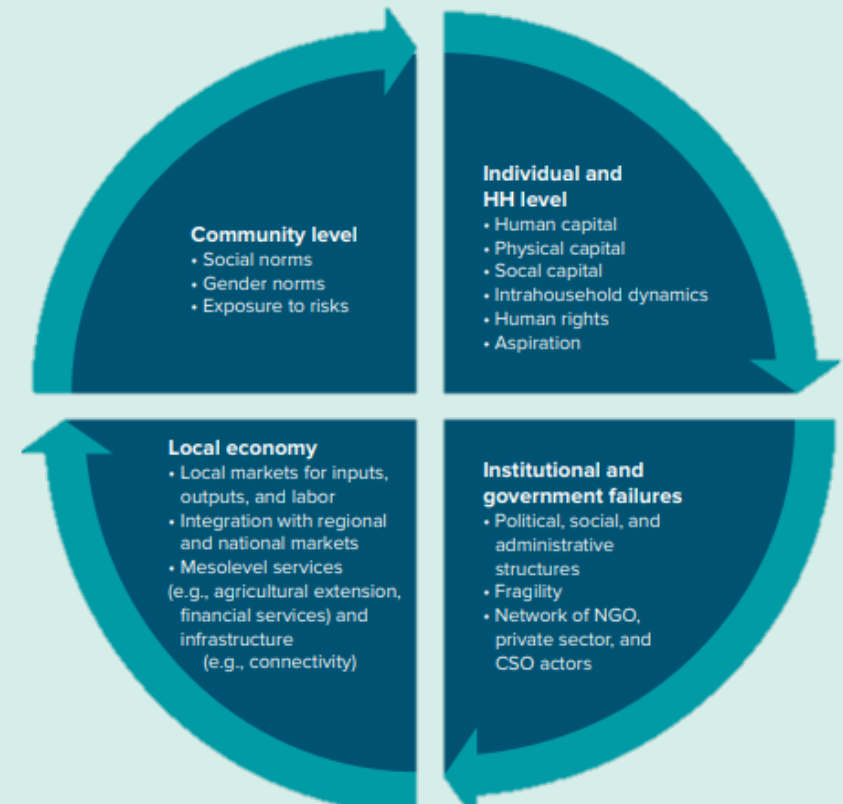 Community level
• Social norms
• Gender norms
• Exposure to risks
Individual and
HH level
• Human capital
• Physical capital
• Socal capital
• Intrahousehold dynamics
• Human rights
• Aspiration
Local economy
• Local markets for inputs,
outputs, and labor
• Integration with regional
and national markets
• Mesolevel services
(e.g., agricultural extension,
financial services) and
infrastructure
(e.g., connectivity)
Institutional and
government failures
• Political, social, and
administrative
structures
• Fragility
• Network of NGO,
private sector, and
CSO actors